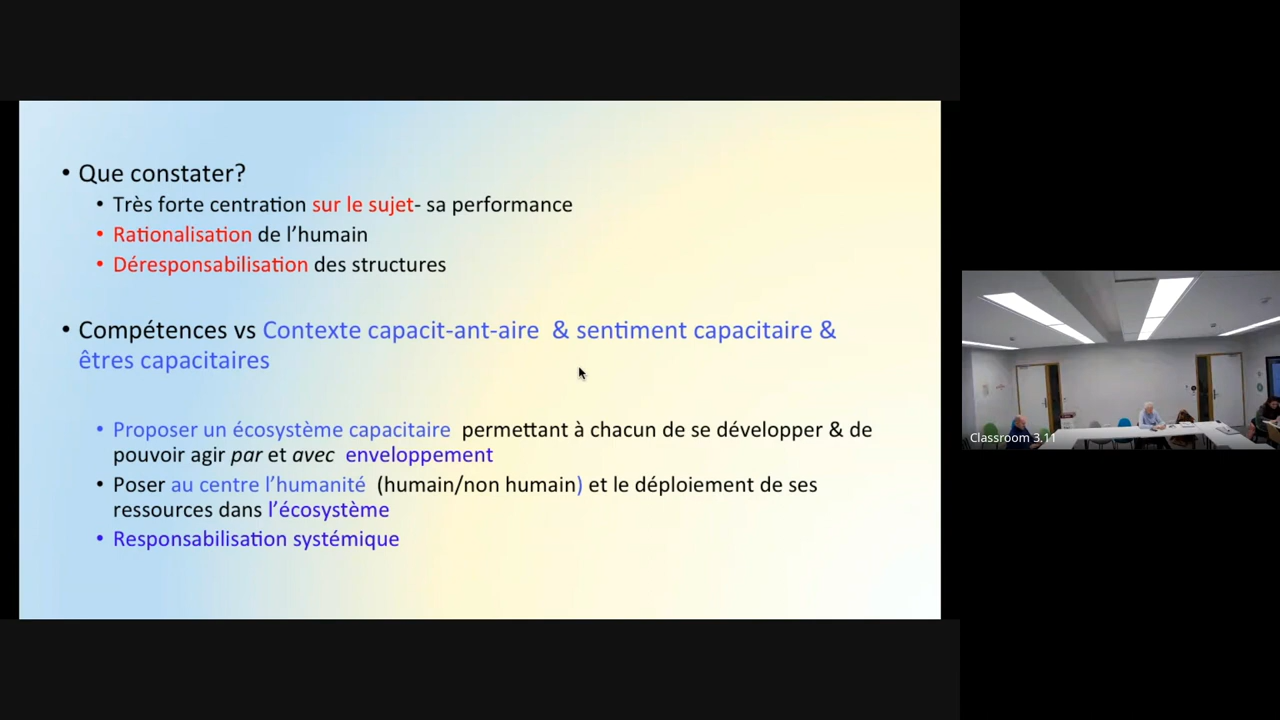 • Que constater?
• Très forte centration sur le sujet- sa performance
• Rationalisation de l’humain
• Déresponsabilisation des structures
• Compétences vs Contexte capacit-ant-aire & sentiment capacitaire &
êtres capacitaires
• Proposer un écosystème capacitaire permettant à chacun de se développer & de
pouvoir agir par et avec enveloppement
• Poser au centre l’humanité (humain/non humain) et le déploiement de ses
ressources dans l’écosystème
• Responsabilisation systémique
Classroom 3.11